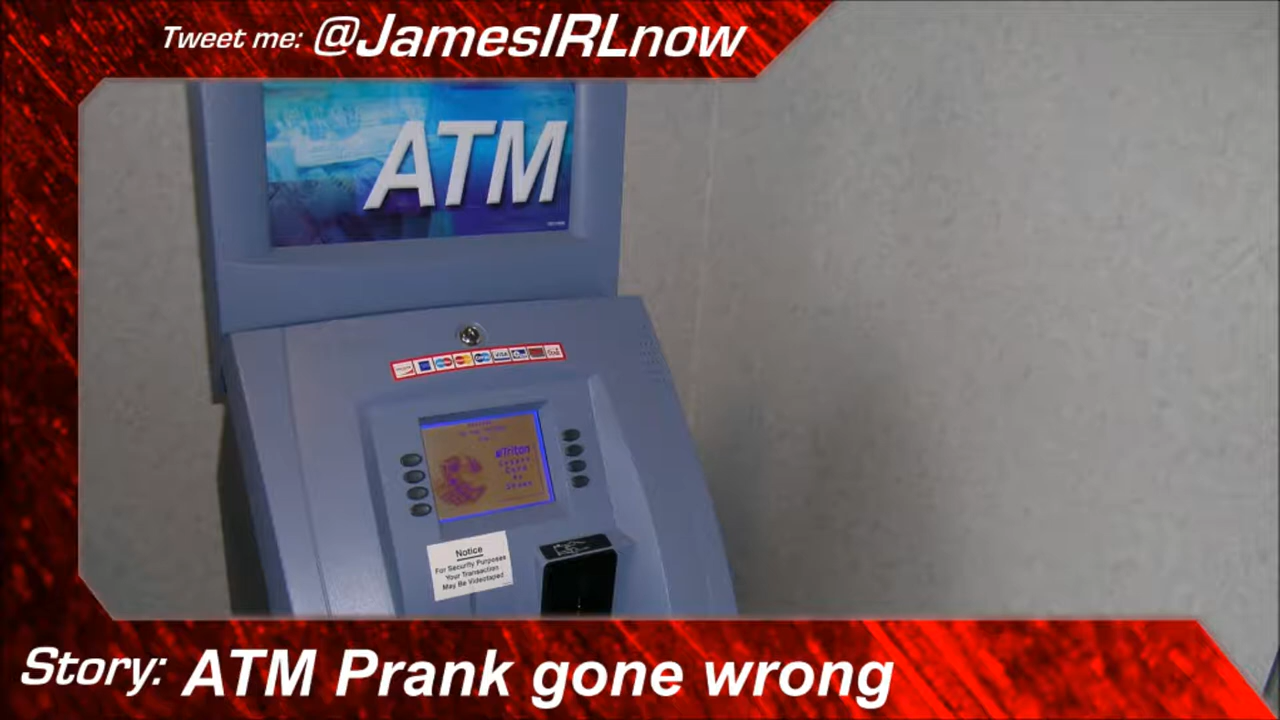 Tweet me: @JamesIRLnow
ATM
VISA
Triton
Notice
For Security Purposes
Your Transaction
May Be Videotaped
Story: ATM Prank gone wrong